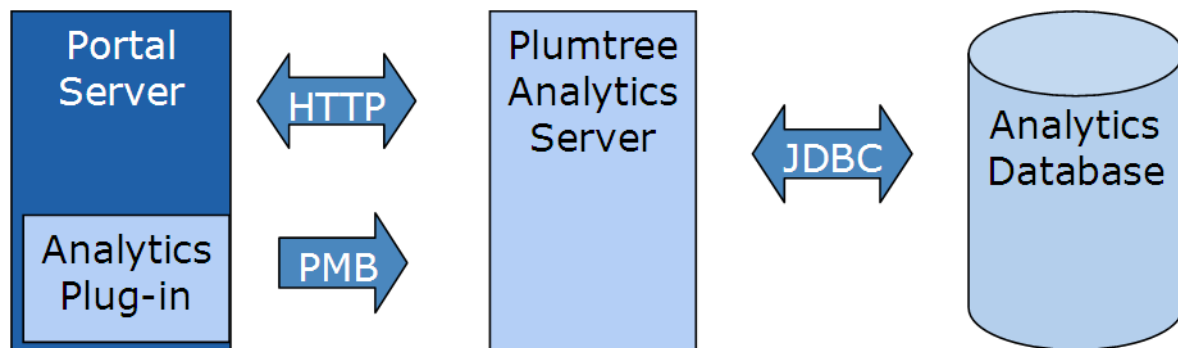 Portal
Server
HTTP
Analytics
Plug-in
PMB
Plumtree
Analytics
Server
JDBC
Analytics
Database